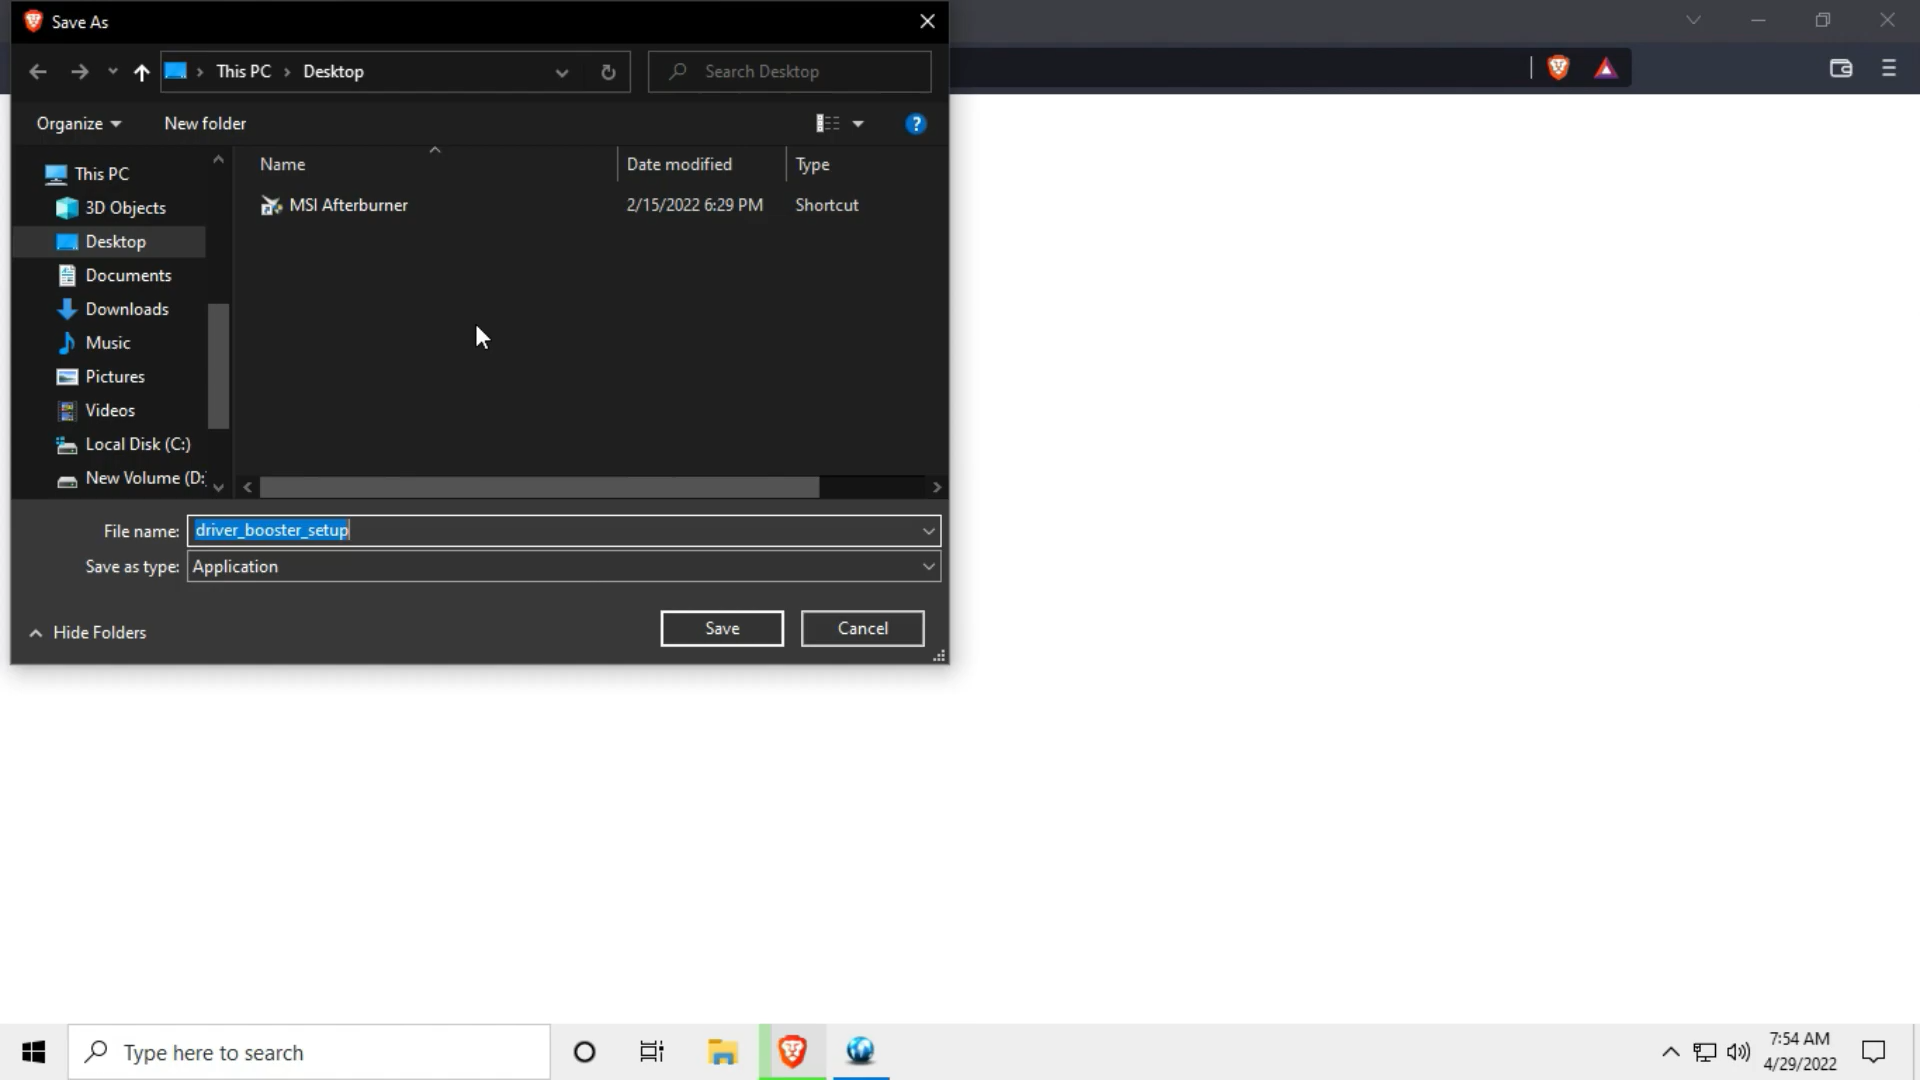 Save As
This PC > Desktop
Search Desktop
Organize
New folder
?
This PC
3D Objects
Desktop
Documents
Downloads
Music
Pictures
Videos
Local Disk (C:)
New Volume (D:
Name
Date modified
Type
MSI Afterburner
2/15/2022 6:29 PM
Shortcut
File name:
driver_booster_setup
Save as type:
Application
Hide Folders
Save
Cancel
Type here to search
7:54 AM
4/29/2022